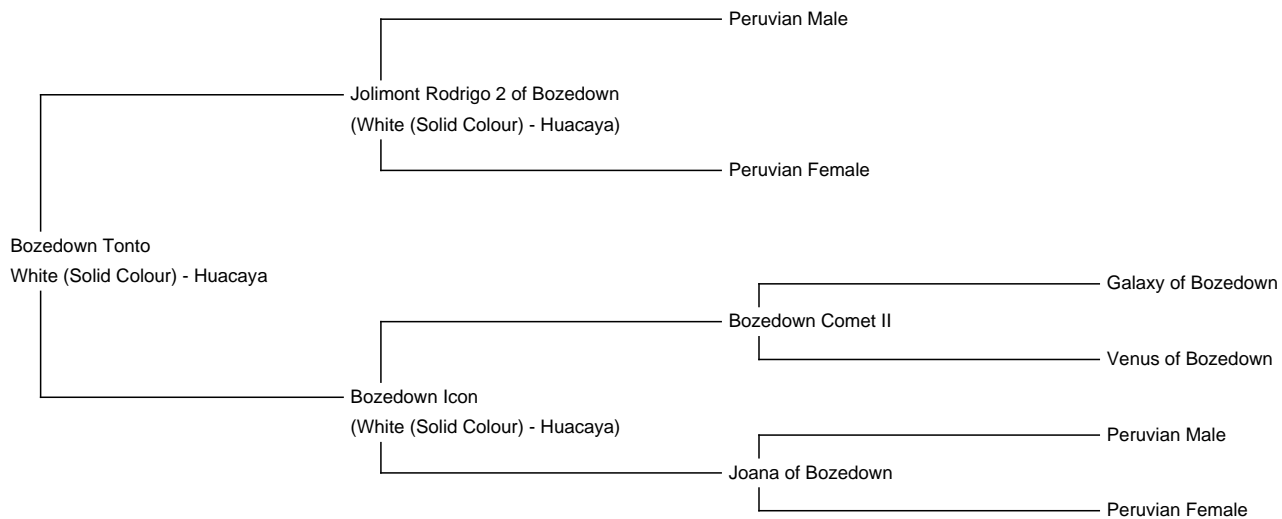 Peruvian Male
Jolimont Rodrigo 2 of Bozedown
(White (Solid Colour) - Huacaya)
Peruvian Female
Bozedown Tonto
White (Solid Colour) - Huacaya
Galaxy of Bozedown
Bozedown Comet II
Venus of Bozedown
Bozedown Icon
(White (Solid Colour) - Huacaya)
Peruvian Male
Joana of Bozedown
Peruvian Female